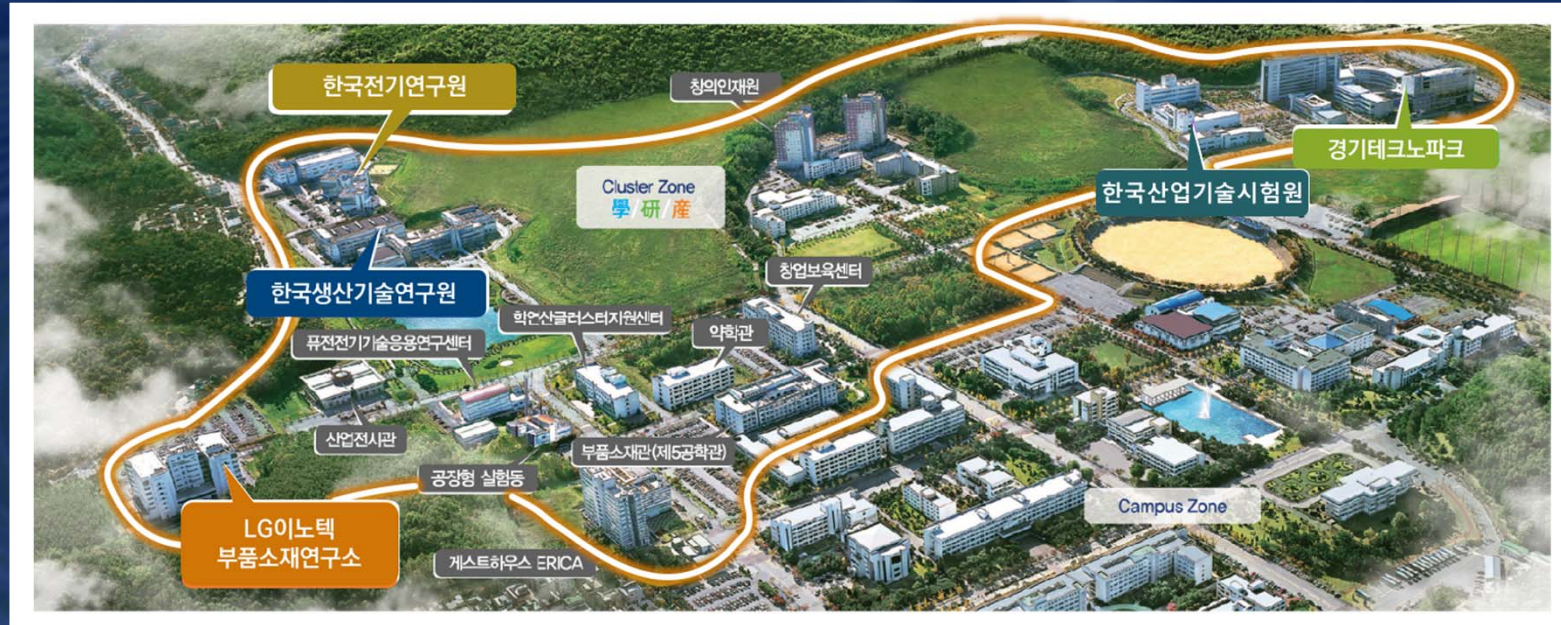 한국전기연구원
창의인재원
경기테크노파크
Cluster Zone
學/研/産
한국산업기술시험원
한국생산기술연구원
창업보육센터
학연산클러스터지원센터
퓨전전기기술응용연구센터
약학관
산업전시관
부품소재관(제5공학관)
공장형 실험동
LG이노텍
부품소재연구소
게스트하우스 ERICA
Campus Zone